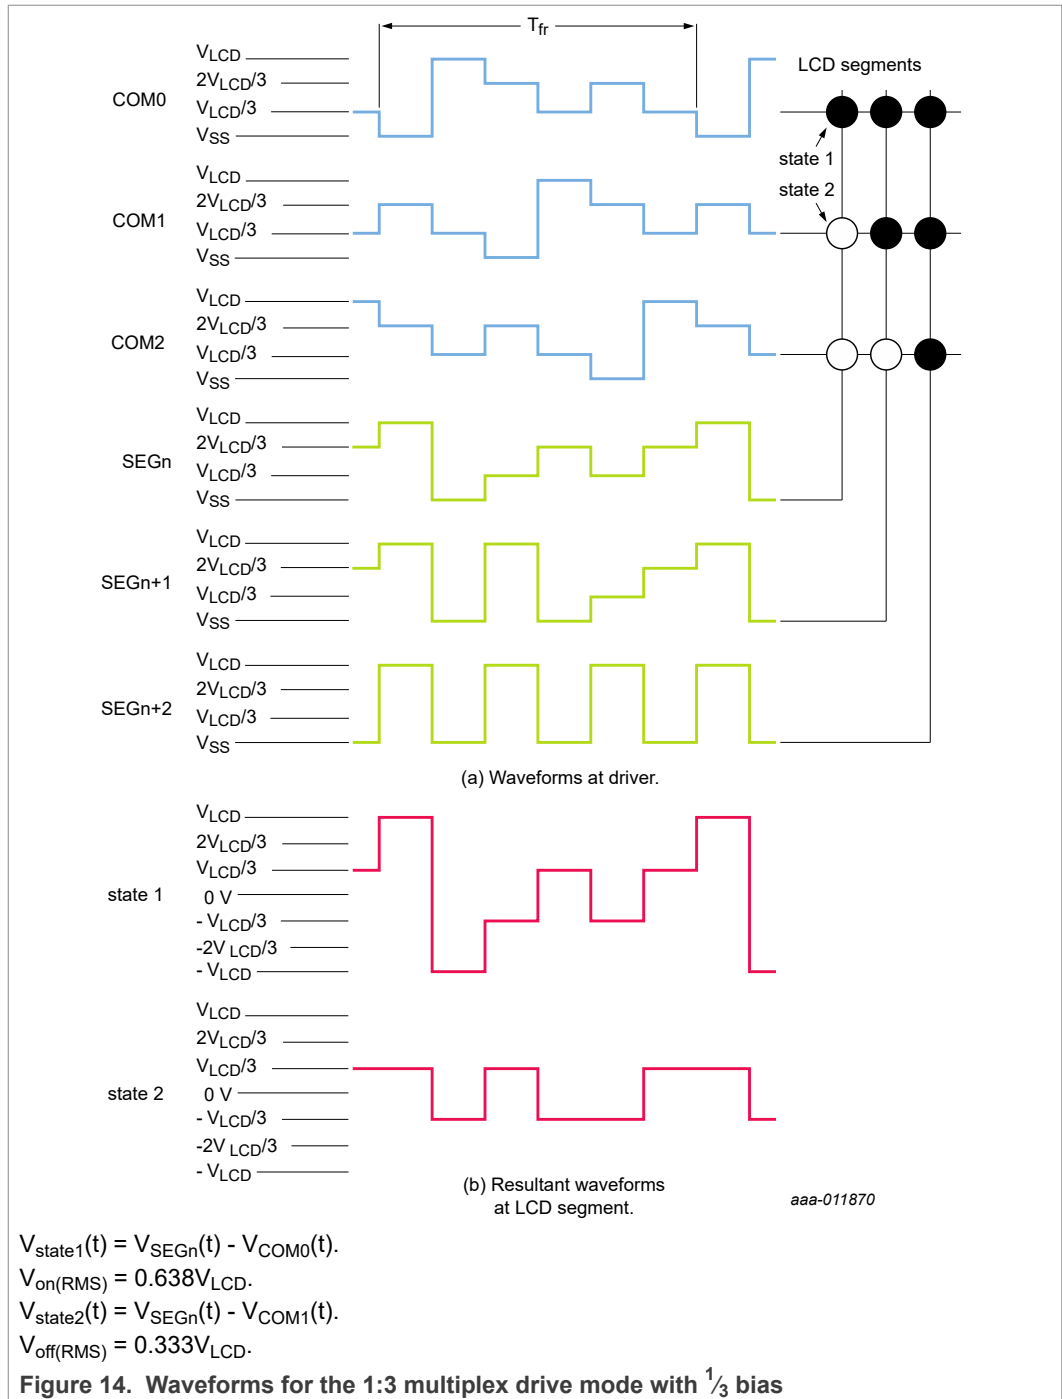 Tfr
VLCD
2VLCD/3
COM0
VLCD/3
VSS
LCD segments
state 1
VLCD
2VLCD/3
COM1
VLCD/3
VSS
state 2
VLCD
2VLCD/3
COM2
VLCD/3
VSS
VLCD
2VLCD/3
SEGn
VLCD/3
VSS
VLCD
2VLCD/3
SEGn+1
VLCD/3
VSS
VLCD
2VLCD/3
SEGn+2
VLCD/3
VSS
(a) Waveforms at driver.
VLCD
2VLCD/3
VLCD/3
state 1
0 V
- VLCD/3
-2V LCD/3
- VLCD
VLCD
2VLCD/3
VLCD/3
state 2
0 V
- VLCD/3
-2V LCD/3
- VLCD
(b) Resultant waveforms
at LCD segment.
aaa-011870
Vstate1(t) = VSEGn(t) - VCOM0(t).
Von(RMS) = 0.638VLCD.
Vstate2(t) = VSEGn(t) - VCOM1(t).
Voff(RMS) = 0.333VLCD.
Figure 14. Waveforms for the 1:3 multiplex drive mode with 1⁄3 bias